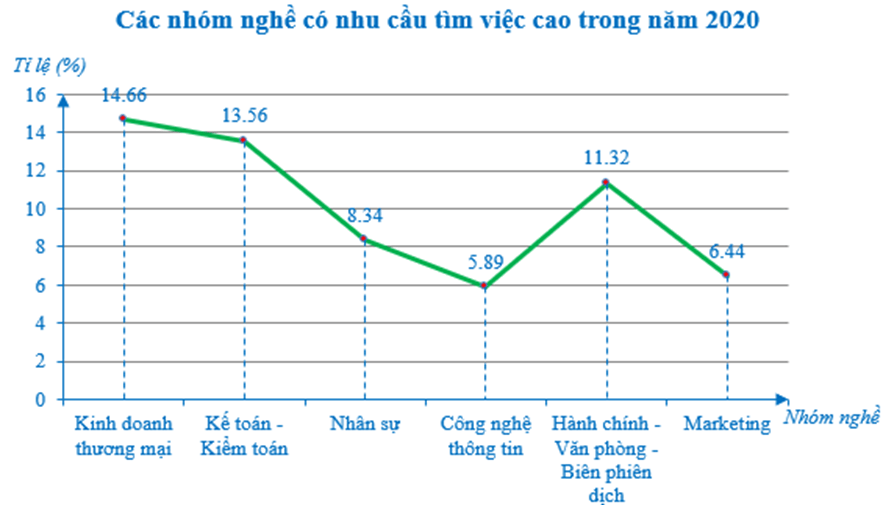 Các nhóm nghề có nhu cầu tìm việc cao trong năm 2020
Tỉ lệ (%)
16
14
12
10
8
6
4
2
0
14.66
13.56
8.34
5.89
11.32
6.44
Kinh doanh
thương mại
Kế toán -
Kiểm toán
Nhân sự
Công nghệ
thông tin
Hành chính -
Văn phòng -
Biên phiên
dịch
Marketing
Nhóm nghề